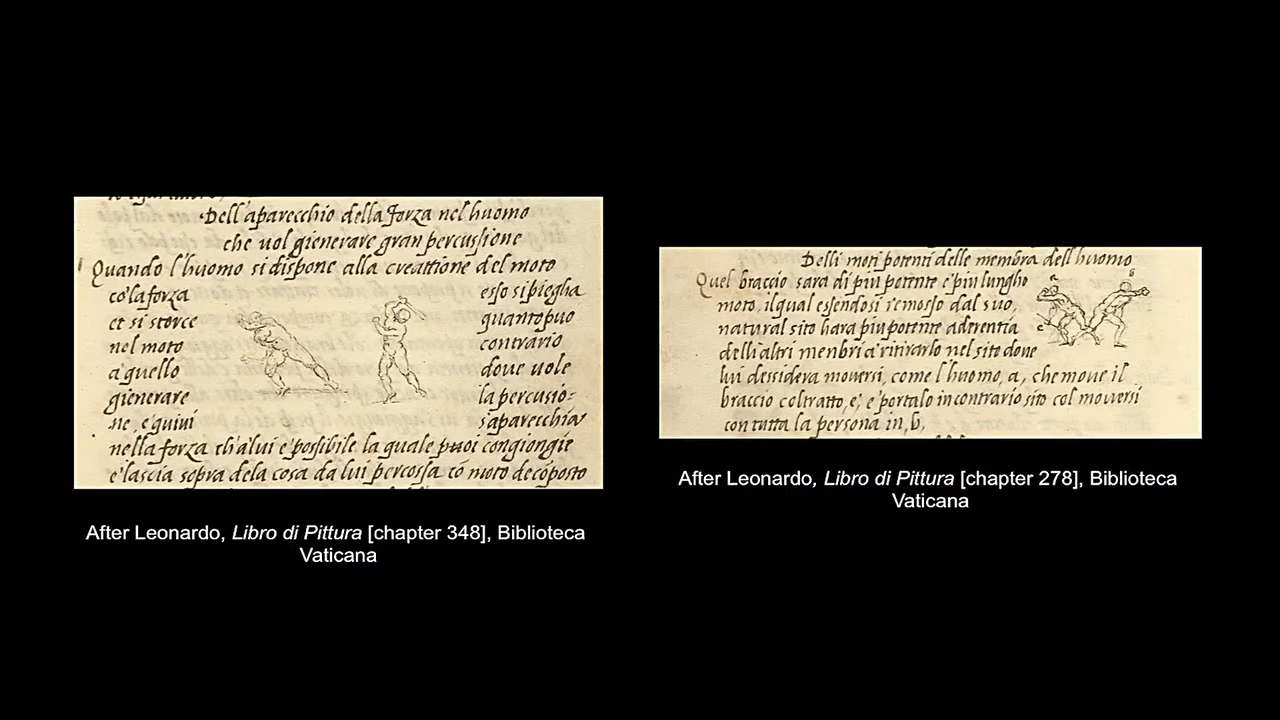 Dell'aparecchio della forza nel huomo
che uol gienerare gran percussione
Quando l'huomo si dispone alla creattione del moto
co'la forza
et si storce
nel moto
a'quello
gienerare
ne, e'quiui
esso si piegha
quanto puo
contrario
doue uole
la percusio=
s'aparecchia
nella forza ch'a'lui e'possibile la quale puoi congiongie
e'lascia sopra dela cosa da lui percossa co moto decóposto
After Leonardo, Libro di Pittura [chapter 348], Biblioteca
Vaticana
Delli moti potenti delle membra dell huomo
Quel braccio sara di piu potente e'piu lungho
moto, il qual essendosi remosso dal suo,
natural sito hara piu potente adrentia
delli altri menbri a'ritirarlo nel sito doue
lui dessidera mouersi, come l'huomo, a, che moue il
braccio col tratto, e, e'portalo in contrario sito col mouersi
con tutta la persona in, b,
a
b
c
After Leonardo, Libro di Pittura [chapter 278], Biblioteca
Vaticana